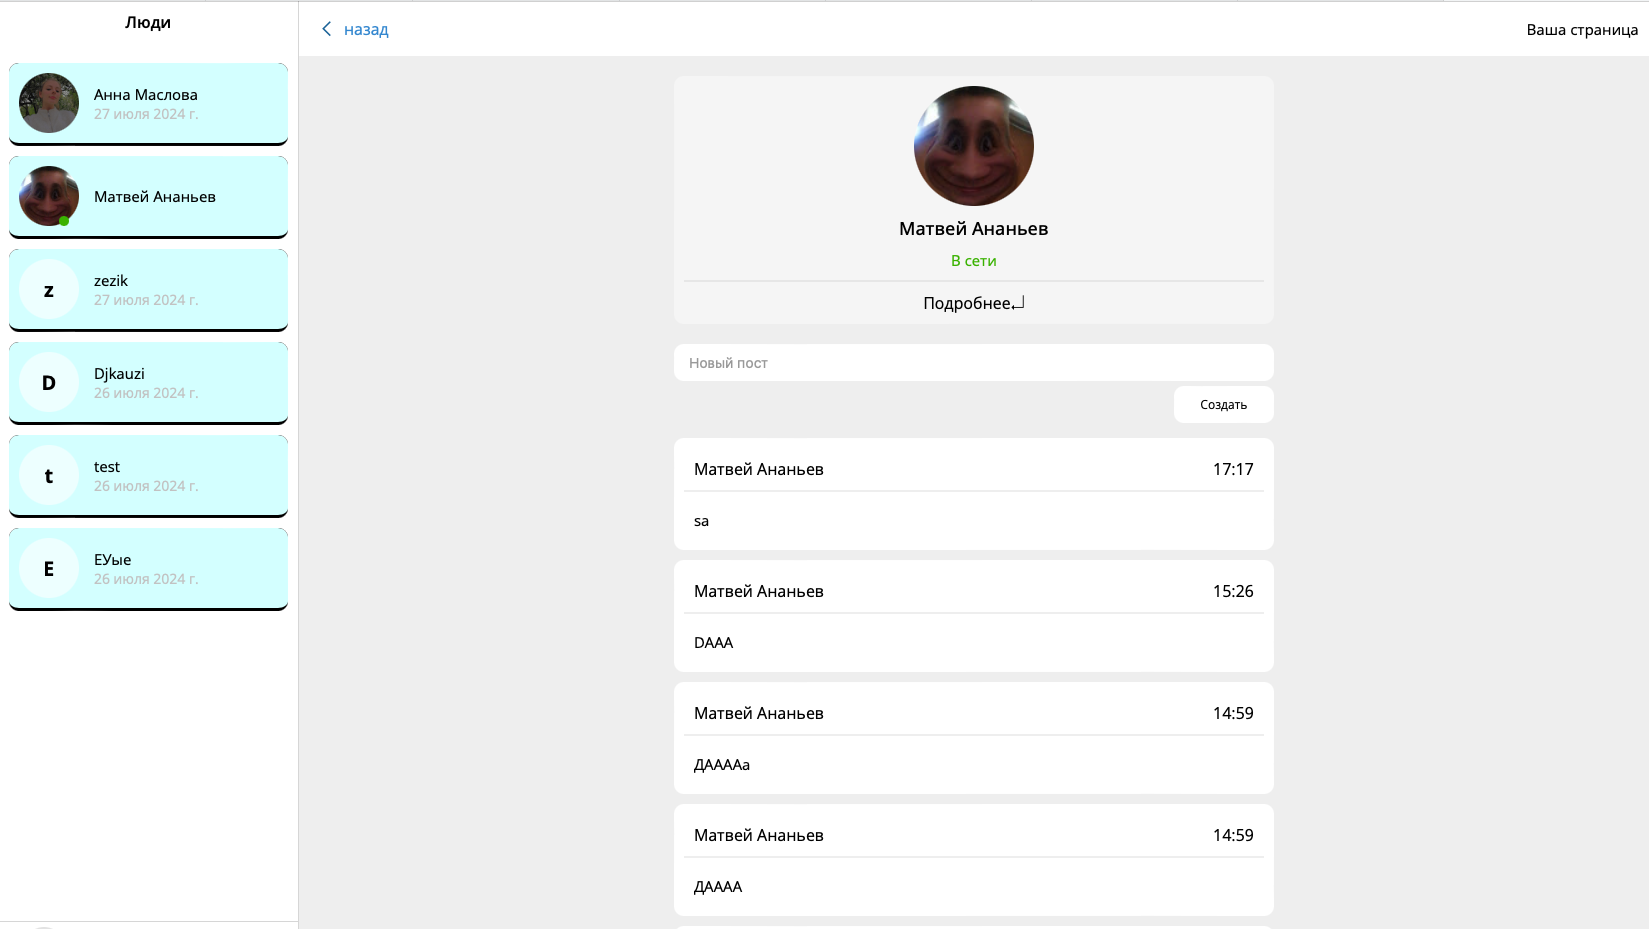 Люди
Анна Маслова
27 июля 2024 г.
Матвей Ананьев
z
zezik
27 июля 2024 г.
D
Djkauzi
26 июля 2024 г.
t
test
26 июля 2024 г.
E
ЕУые
26 июля 2024 г.
назад
Ваша страница
Матвей Ананьев
В сети
Подробнее
Новый пост
Создать
Матвей Ананьев 17:17
sa
Матвей Ананьев 15:26
DAAA
Матвей Ананьев 14:59
ДААААа
Матвей Ананьев 14:59
ДАААА